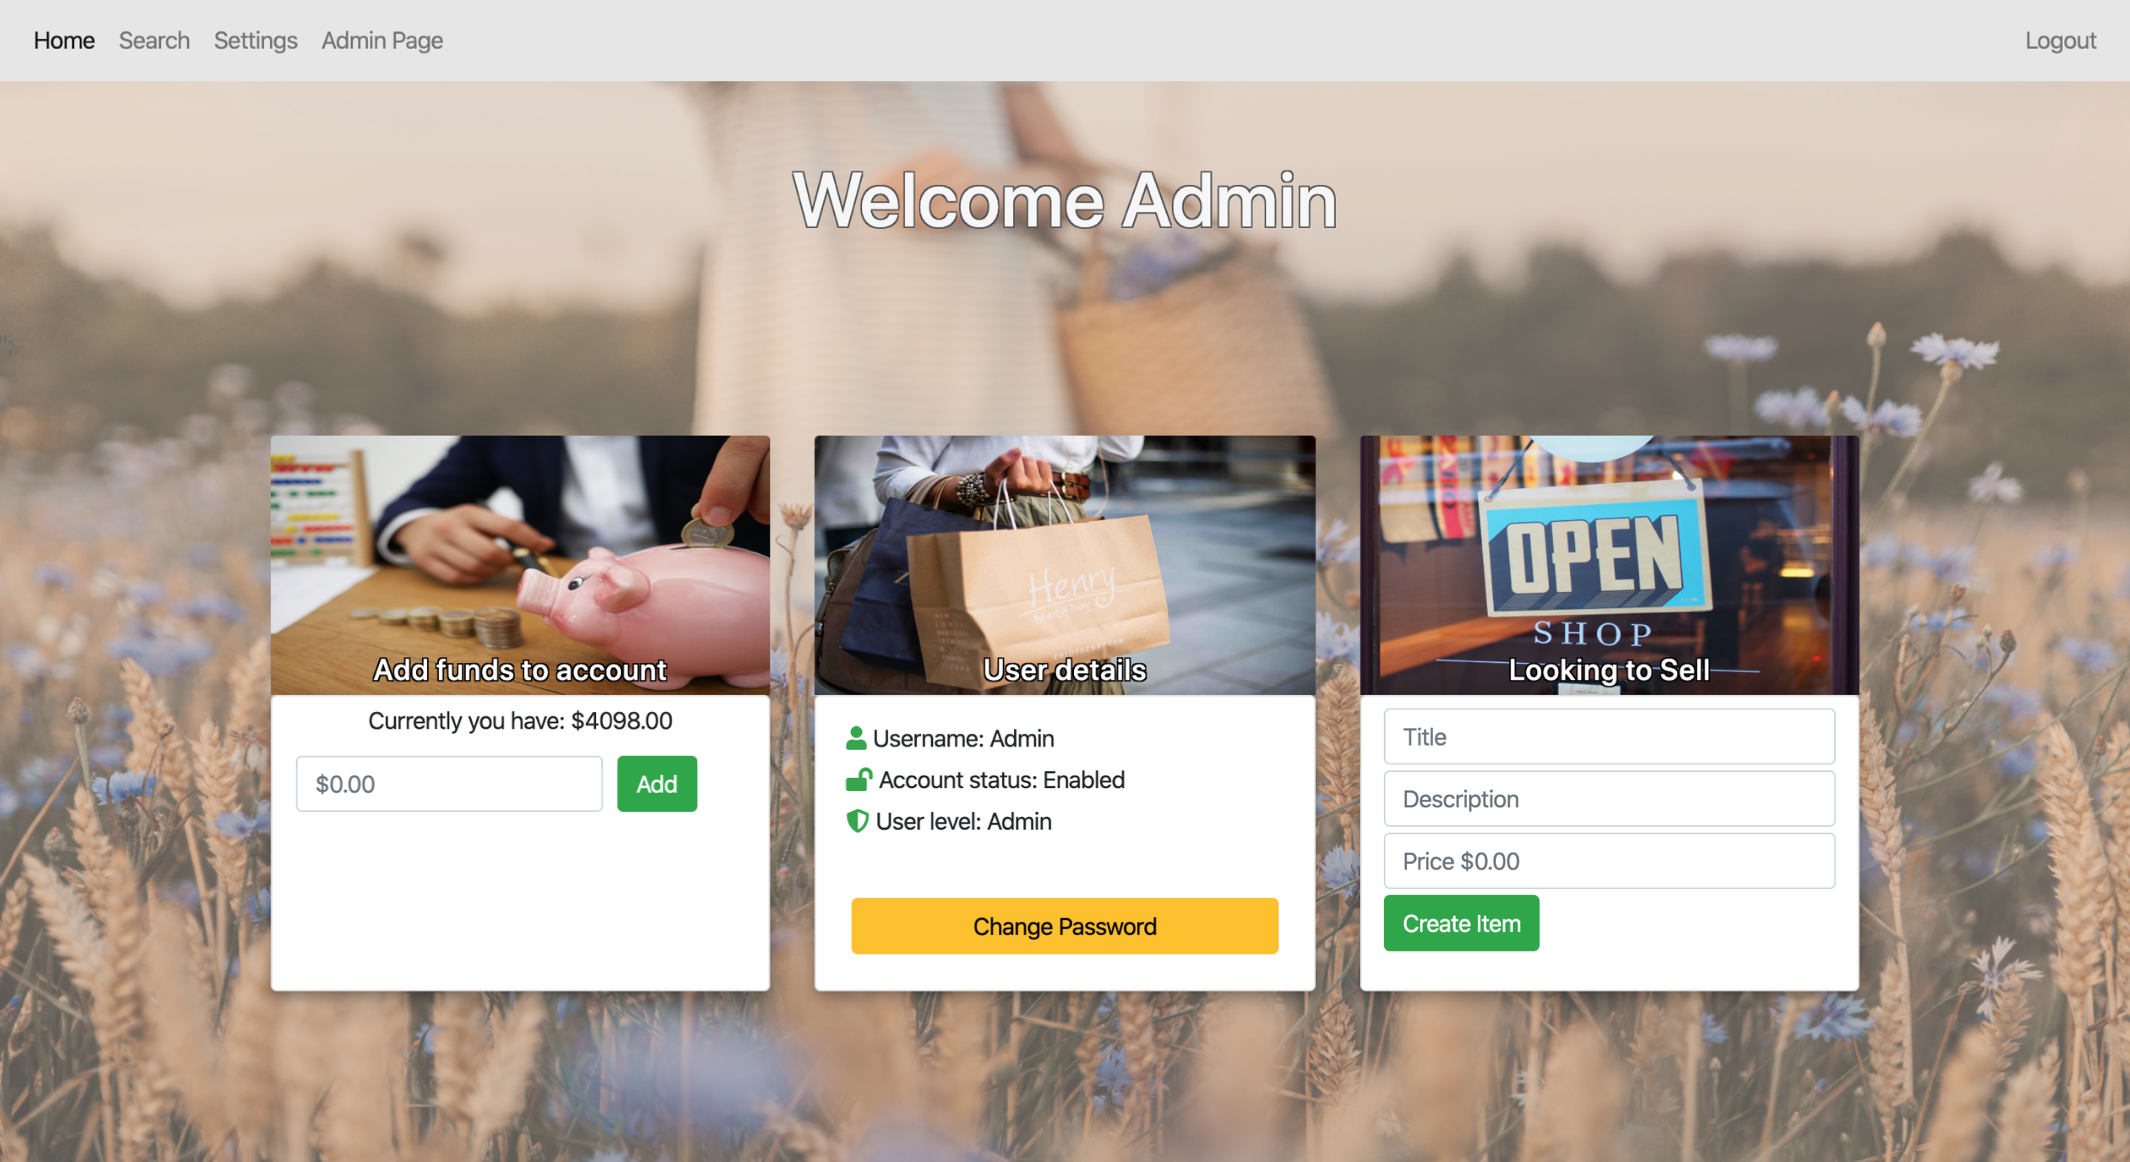 Home Search Settings Admin Page Logout
Welcome Admin
Henry
OPEN
SHOP
Add funds to account
User details
Looking to Sell
Currently you have: $4098.00
$0.00
Add
Username: Admin
Account status: Enabled
User level: Admin
Change Password
Title
Description
Price $0.00
Create Item